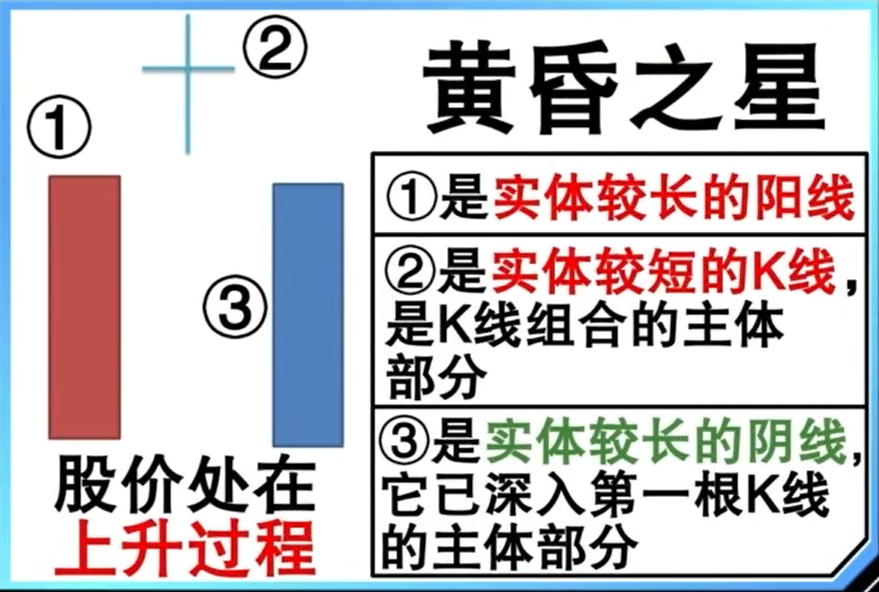 黄昏之星
①
②
③
股价处在
上升过程
①是实体较长的阳线
②是实体较短的K线，
是K线组合的主体
部分
③是实体较长的阴线，
它已深入第一根K线
的主体部分